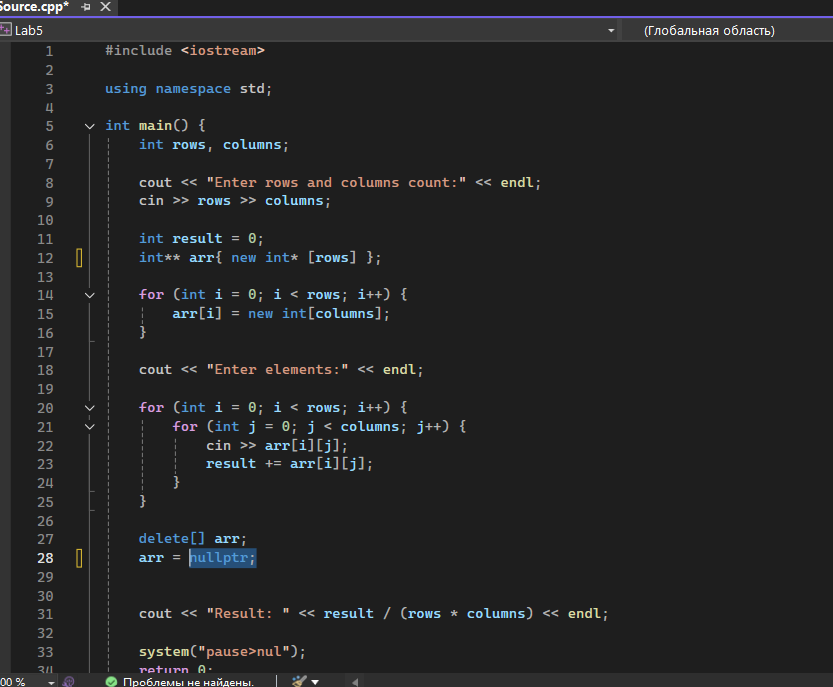 Source.cpp*
Lab5
(Глобальная область)
1 #include <iostream>
2
3 using namespace std;
4
5 int main() {
6 int rows, columns;
7
8 cout << "Enter rows and columns count:" << endl;
9 cin >> rows >> columns;
10
11 int result = 0;
12 int** arr{ new int* [rows] };
13
14 for (int i = 0; i < rows; i++) {
15 arr[i] = new int[columns];
16 }
17
18 cout << "Enter elements:" << endl;
19
20 for (int i = 0; i < rows; i++) {
21 for (int j = 0; j < columns; j++) {
22 cin >> arr[i][j];
23 result += arr[i][j];
24 }
25 }
26
27 delete[] arr;
28 arr = nullptr;
29
30
31 cout << "Result: " << result / (rows * columns) << endl;
32
33 system("pause>nul");
34 return 0;
00 % Проблемы не найдены.